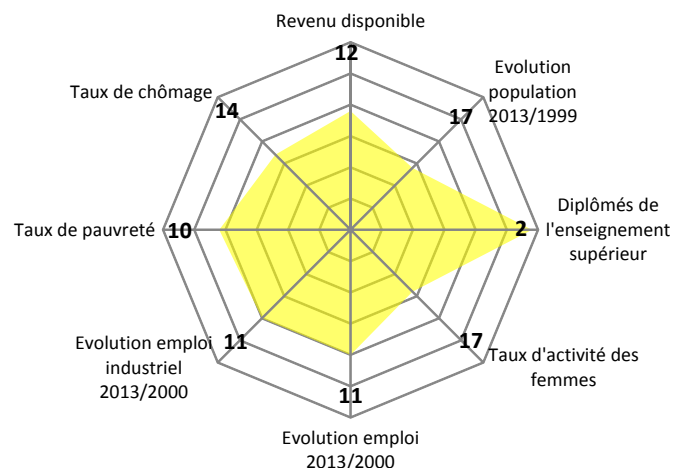 Revenu disponible
12
Evolution
population
2013/1999
17
Diplômés de
l'enseignement
supérieur
2
Taux d'activité des
femmes
17
Evolution emploi
2013/2000
11
Evolution emploi
industriel
2013/2000
11
Taux de pauvreté
10
Taux de chômage
14